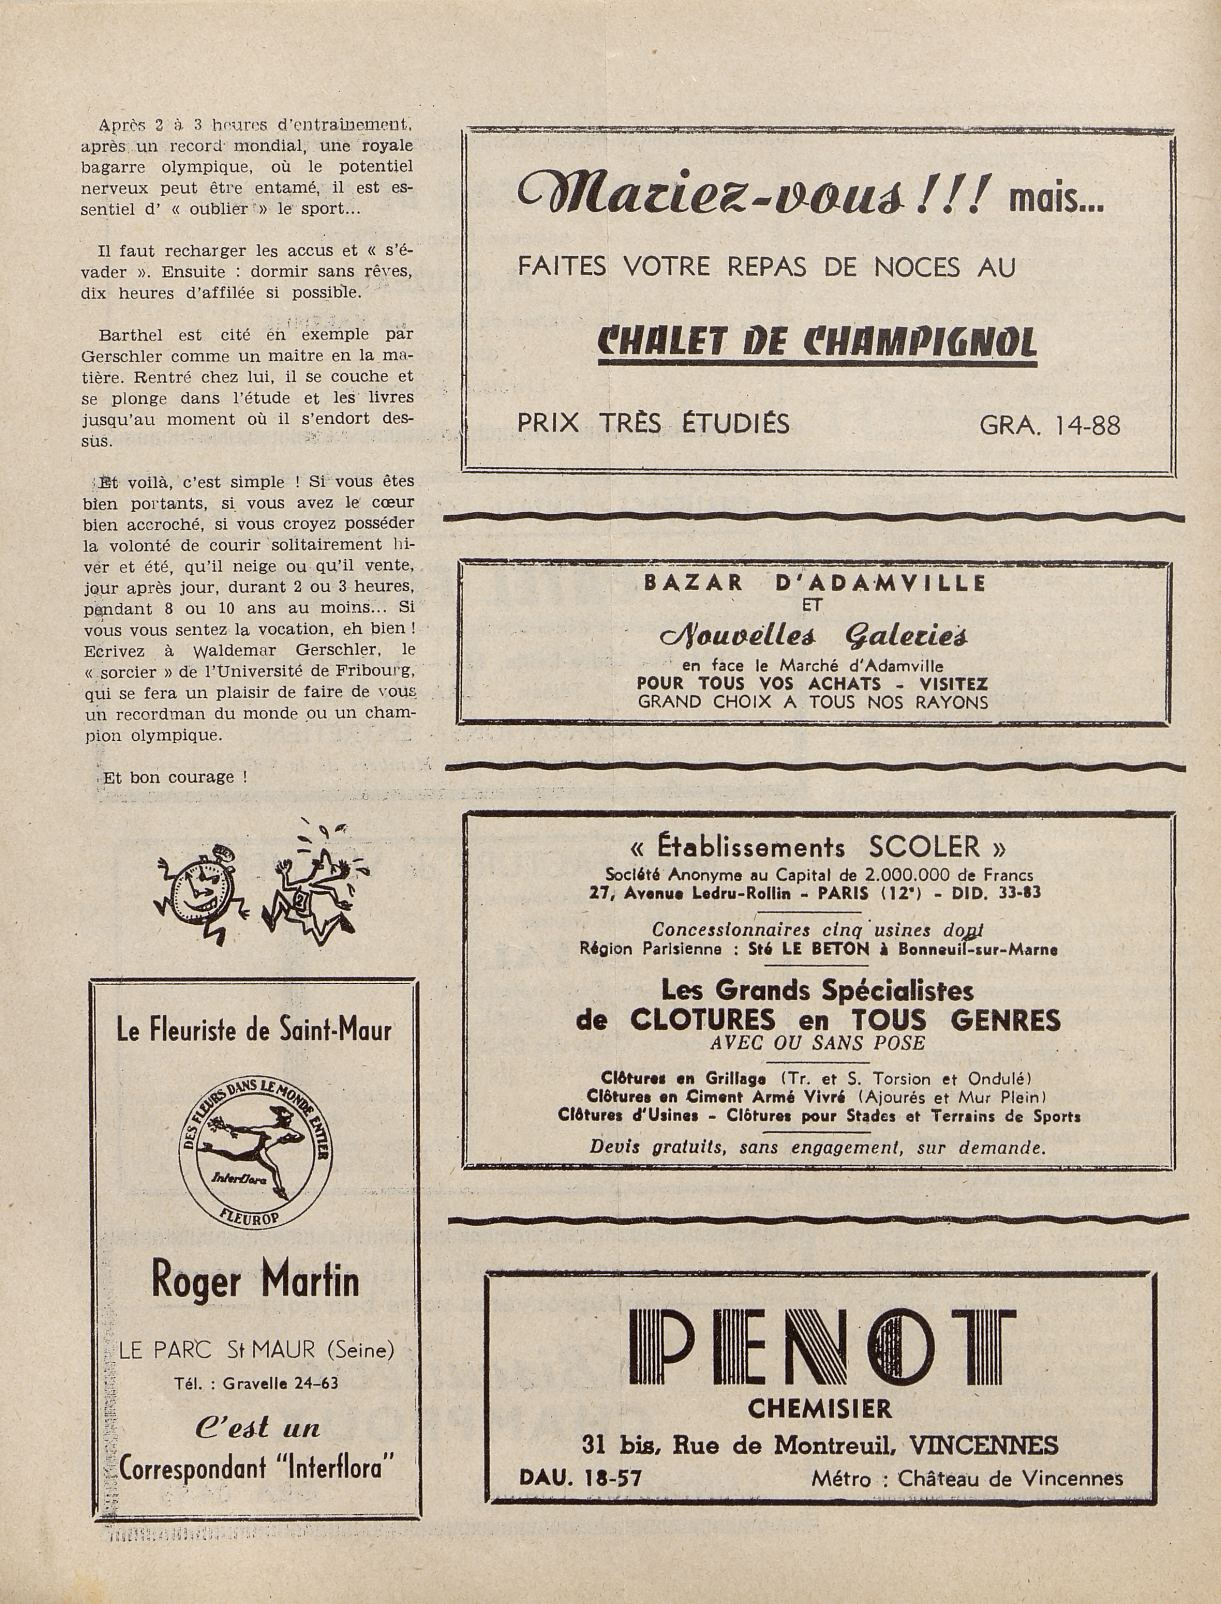 Après 2 à 3 heures d'entraînement,
après un record mondial, une royale
bagarre olympique, où le potentiel
nerveux peut être entamé, il est es-
sentiel d' « oublier » le sport...
Il faut recharger les accus et « s'é-
vader ». Ensuite : dormir sans rêves,
dix heures d'affilée si possible.
Barthel est cité en exemple par
Gerschler comme un maître en la ma-
tière. Rentré chez lui, il se couche et
se plonge dans l'étude et les livres
jusqu'au moment où il s'endort des-
sus.
Et voilà, c'est simple ! Si vous êtes
bien portants, si vous avez le cœur
bien accroché, si vous croyez posséder
la volonté de courir solitairement hi-
ver et été, qu'il neige ou qu'il vente,
jour après jour, durant 2 ou 3 heures,
pendant 8 ou 10 ans au moins... Si
vous vous sentez la vocation, eh bien !
Ecrivez à Waldemar Gerschler, le
« sorcier » de l'Université de Fribourg,
qui se fera un plaisir de faire de vous
un recordman du monde ou un cham-
pion olympique.
Et bon courage !
Le Fleuriste de Saint-Maur
DES FLEURS DANS LE MONDE ENTIER
Interflora
FLEUROP
Roger Martin
LE PARC St MAUR (Seine)
Tél. : Gravelle 24-63
C'est un
Correspondant "Interflora"
Mariez-vous !!! mais...
FAITES VOTRE REPAS DE NOCES AU
CHALET DE CHAMPIGNOL
PRIX TRÈS ÉTUDIÉS GRA. 14-88
BAZAR D'ADAMVILLE
ET
Nouvelles Galeries
en face le Marché d'Adamville
POUR TOUS VOS ACHATS - VISITEZ
GRAND CHOIX A TOUS NOS RAYONS
« Établissements SCOLER »
Société Anonyme au Capital de 2.000.000 de Francs
27, Avenue Ledru-Rollin - PARIS (12e) - DID. 33-83
Concessionnaires cinq usines dont
Région Parisienne : Sté LE BETON à Bonneuil-sur-Marne
Les Grands Spécialistes
de CLOTURES en TOUS GENRES
AVEC OU SANS POSE
Clôtures en Grillage (Tr. et S. Torsion et Ondulé)
Clôtures en Ciment Armé Vivré (Ajourés et Mur Plein)
Clôtures d'Usines - Clôtures pour Stades et Terrains de Sports
Devis gratuits, sans engagement, sur demande.
PENOT
CHEMISIER
31 bis, Rue de Montreuil, VINCENNES
DAU. 18-57 Métro : Château de Vincennes